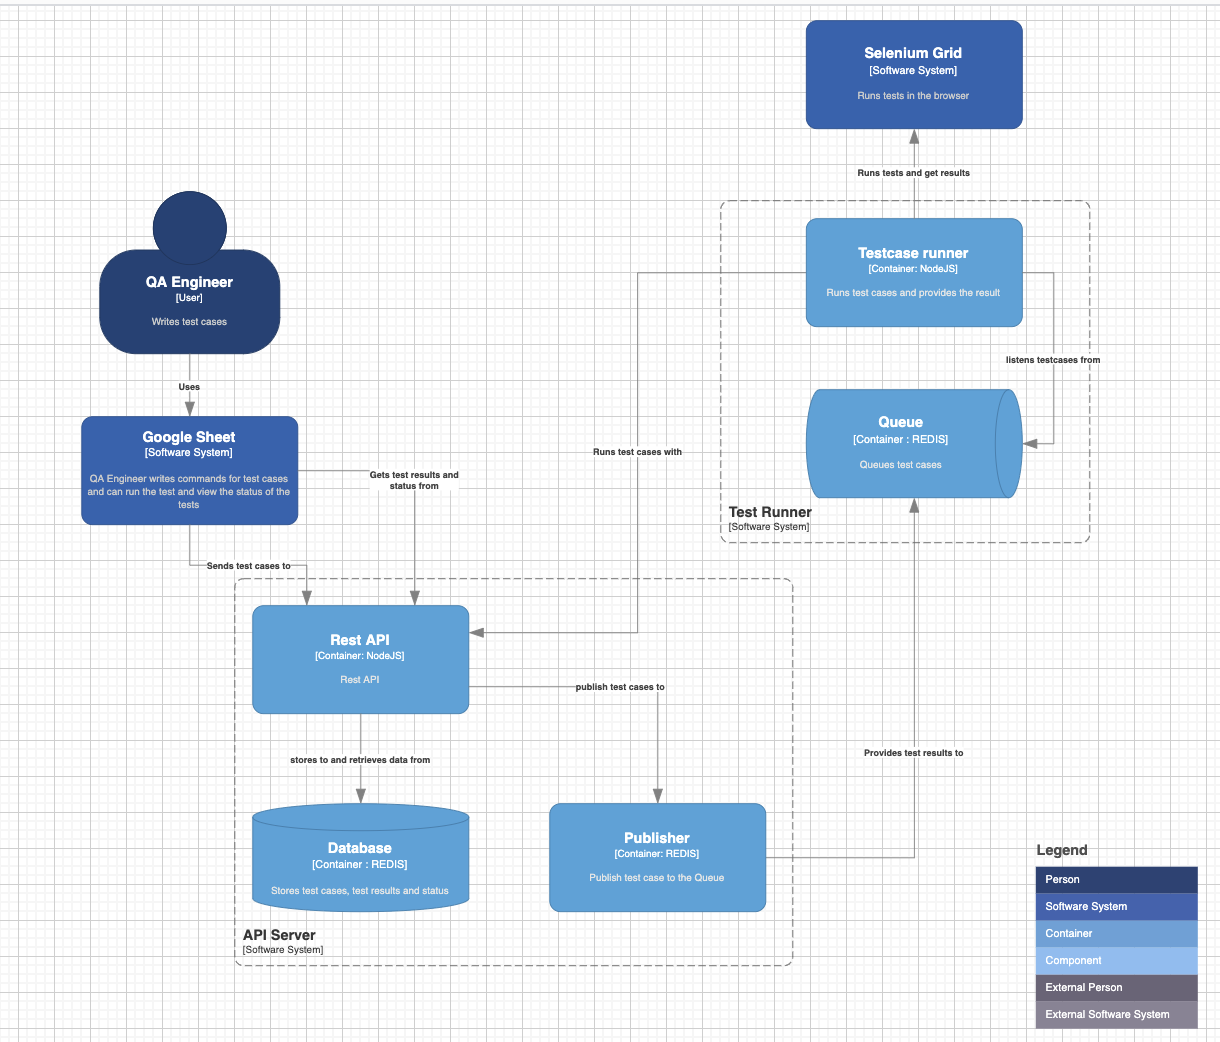 Selenium Grid
[Software System]
Runs tests in the browser
Runs tests and get results
Testcase runner
[Container: NodeJS]
Runs test cases and provides the result
listens testcases from
Queue
[Container : REDIS]
Queues test cases
Test Runner
[Software System]
QA Engineer
[User]
Writes test cases
Uses
Google Sheet
[Software System]
QA Engineer writes commands for test cases
and can run the test and view the status of the
tests
Gets test results and
status from
Runs test cases with
Sends test cases to
Rest API
[Container: NodeJS]
Rest API
publish test cases to
stores to and retrieves data from
Provides test results to
Database
[Container : REDIS]
Stores test cases, test results and status
Publisher
[Container: REDIS]
Publish test case to the Queue
API Server
[Software System]
Legend
Person
Software System
Container
Component
External Person
External Software System